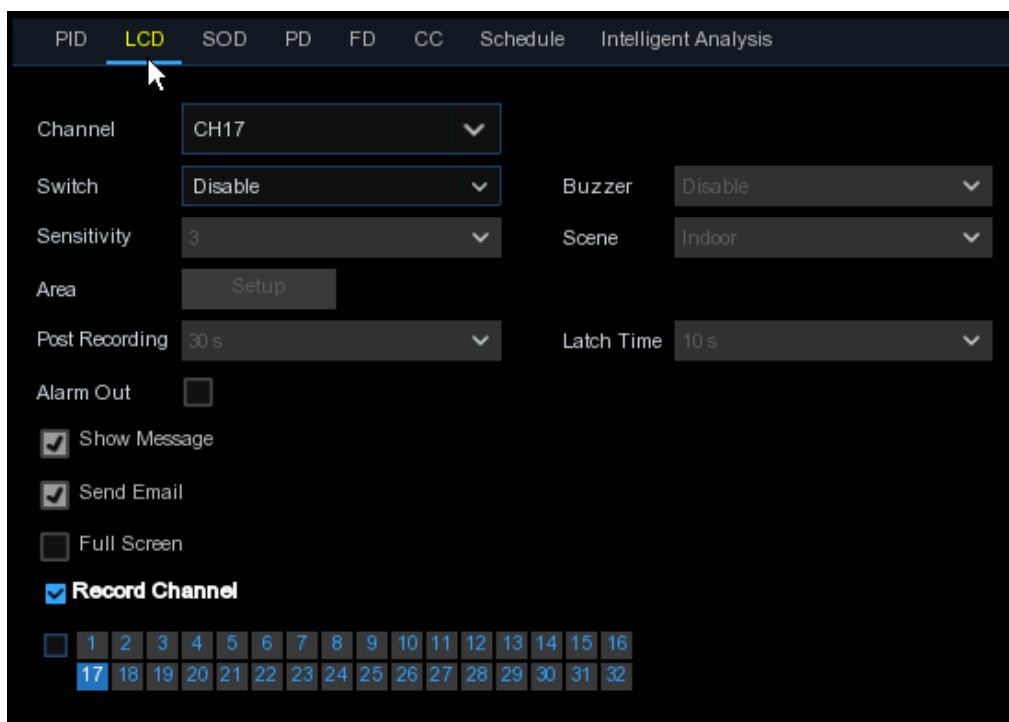 PID LCD SOD PD FD CC Schedule Intelligent Analysis
Channel CH17
Switch Disable Buzzer Disable
Sensitivity 3 Scene Indoor
Area Setup
Post Recording 30 s Latch Time 10 s
Alarm Out
Show Message
Send Email
Full Screen
Record Channel
1 2 3 4 5 6 7 8 9 10 11 12 13 14 15 16
17 18 19 20 21 22 23 24 25 26 27 28 29 30 31 32